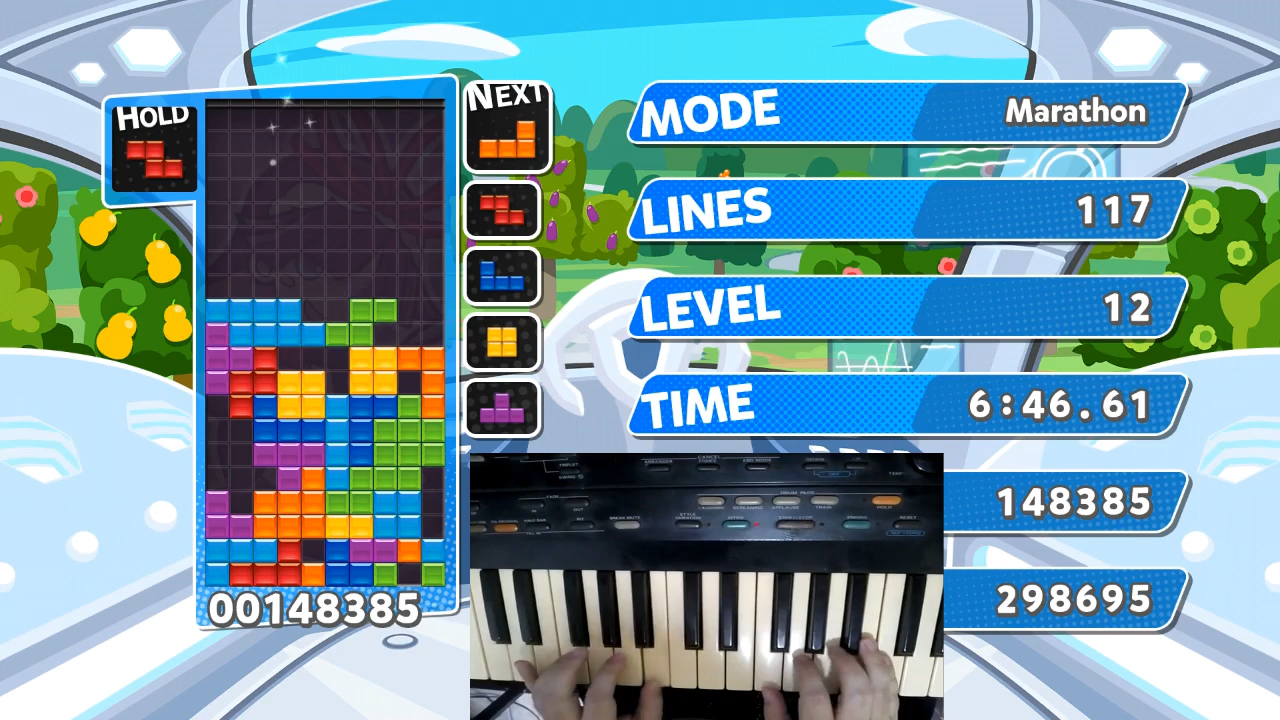 HOLD
NEXT
MODE
Marathon
LINES
117
LEVEL
12
TIME
6:46.61
148385
298695
00148385